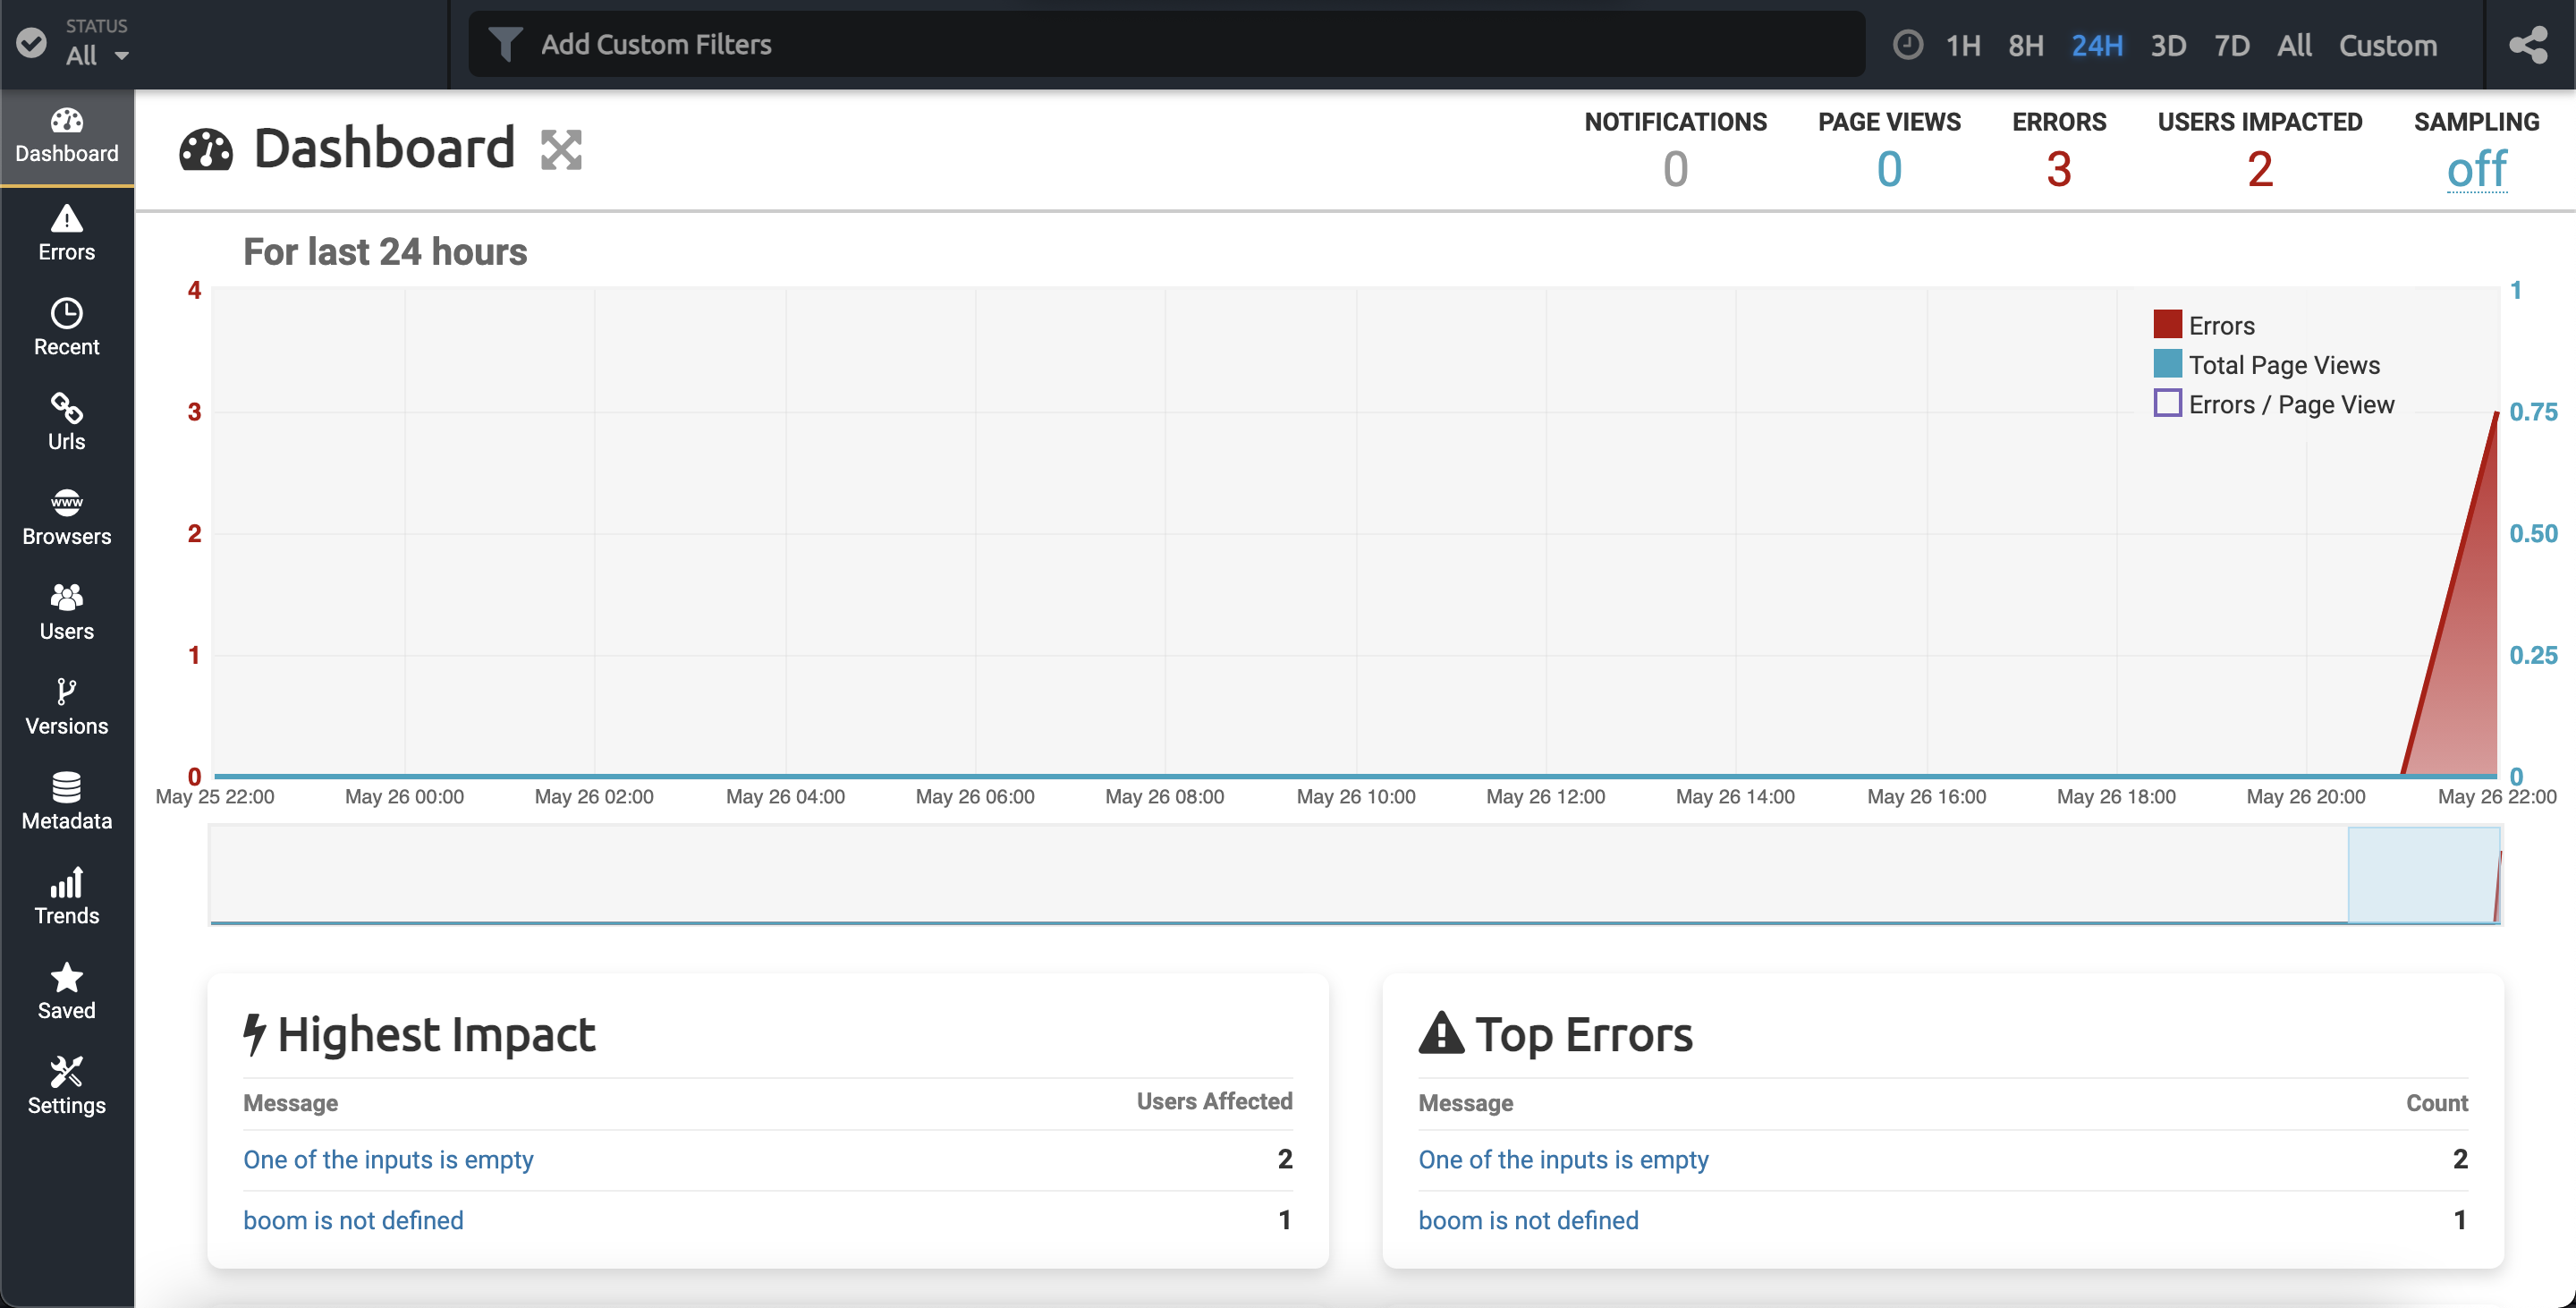 STATUS
All
Add Custom Filters
1H 8H 24H 3D 7D All Custom
Dashboard
Errors
Recent
Urls
www
Browsers
Users
Versions
Metadata
Trends
Saved
Settings
Dashboard
NOTIFICATIONS PAGE VIEWS ERRORS USERS IMPACTED SAMPLING
0 0 3 2 off
For last 24 hours
4
3
2
1
0
1
0.75
0.50
0.25
0
Errors
Total Page Views
Errors / Page View
May 25 22:00 May 26 00:00 May 26 02:00 May 26 04:00 May 26 06:00 May 26 08:00 May 26 10:00 May 26 12:00 May 26 14:00 May 26 16:00 May 26 18:00 May 26 20:00 May 26 22:00
Highest Impact
Message Users Affected
One of the inputs is empty 2
boom is not defined 1
Top Errors
Message Count
One of the inputs is empty 2
boom is not defined 1